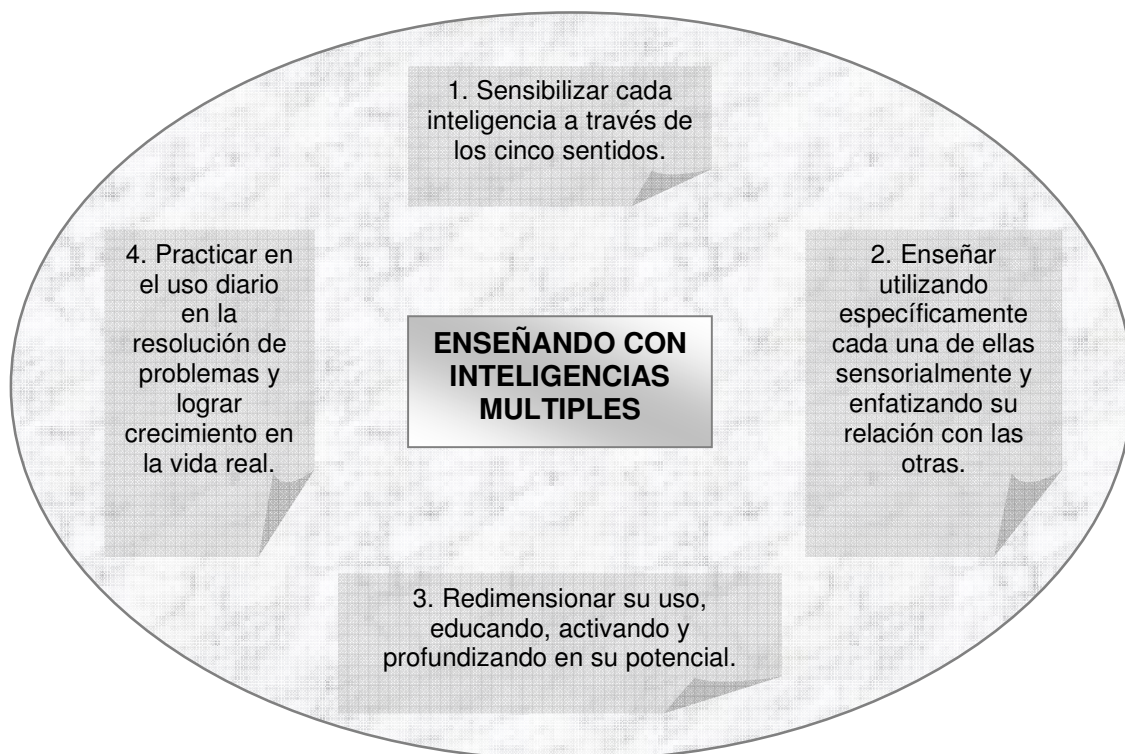 1. Sensibilizar cada
inteligencia a través de
los cinco sentidos.
4. Practicar en
el uso diario
en la
resolución de
problemas y
lograr
crecimiento en
la vida real.
ENSEÑANDO CON
INTELIGENCIAS
MULTIPLES
2. Enseñar
utilizando
específicamente
cada una de ellas
sensorialmente y
enfatizando su
relación con las
otras.
3. Redimensionar su uso,
educando, activando y
profundizando en su potencial.